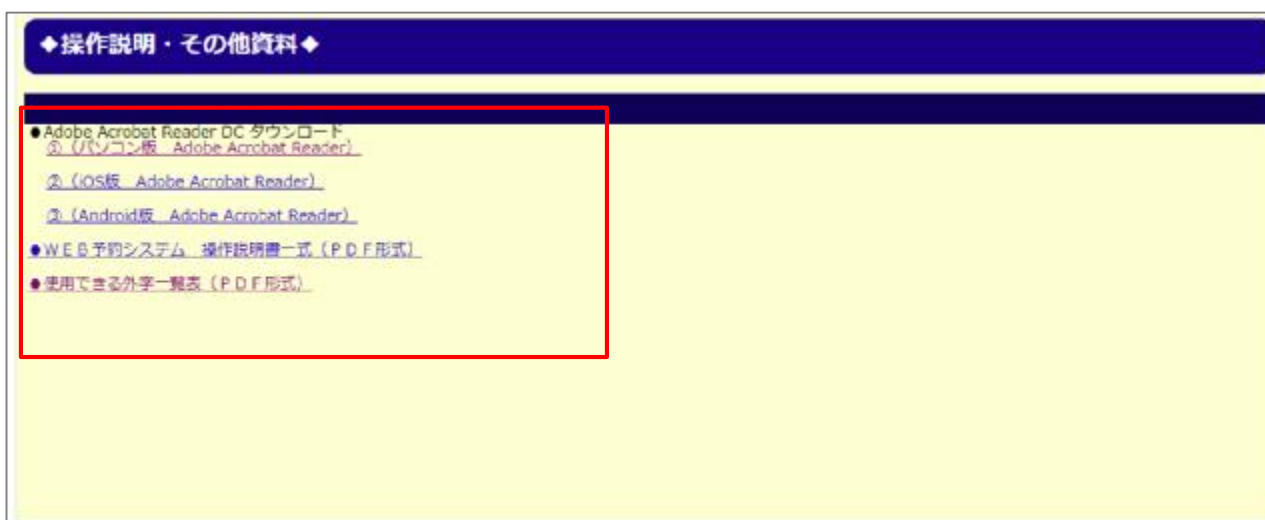 ◆操作説明・その他資料◆
●Adobe Acrobat Reader DC ダウンロード
①（パソコン版　Adobe Acrobat Reader）
②（iOS版　Adobe Acrobat Reader）
③（Android版　Adobe Acrobat Reader）
●ＷＥＢ予約システム　操作説明書一式（ＰＤＦ形式）
●使用できる外字一覧表（ＰＤＦ形式）